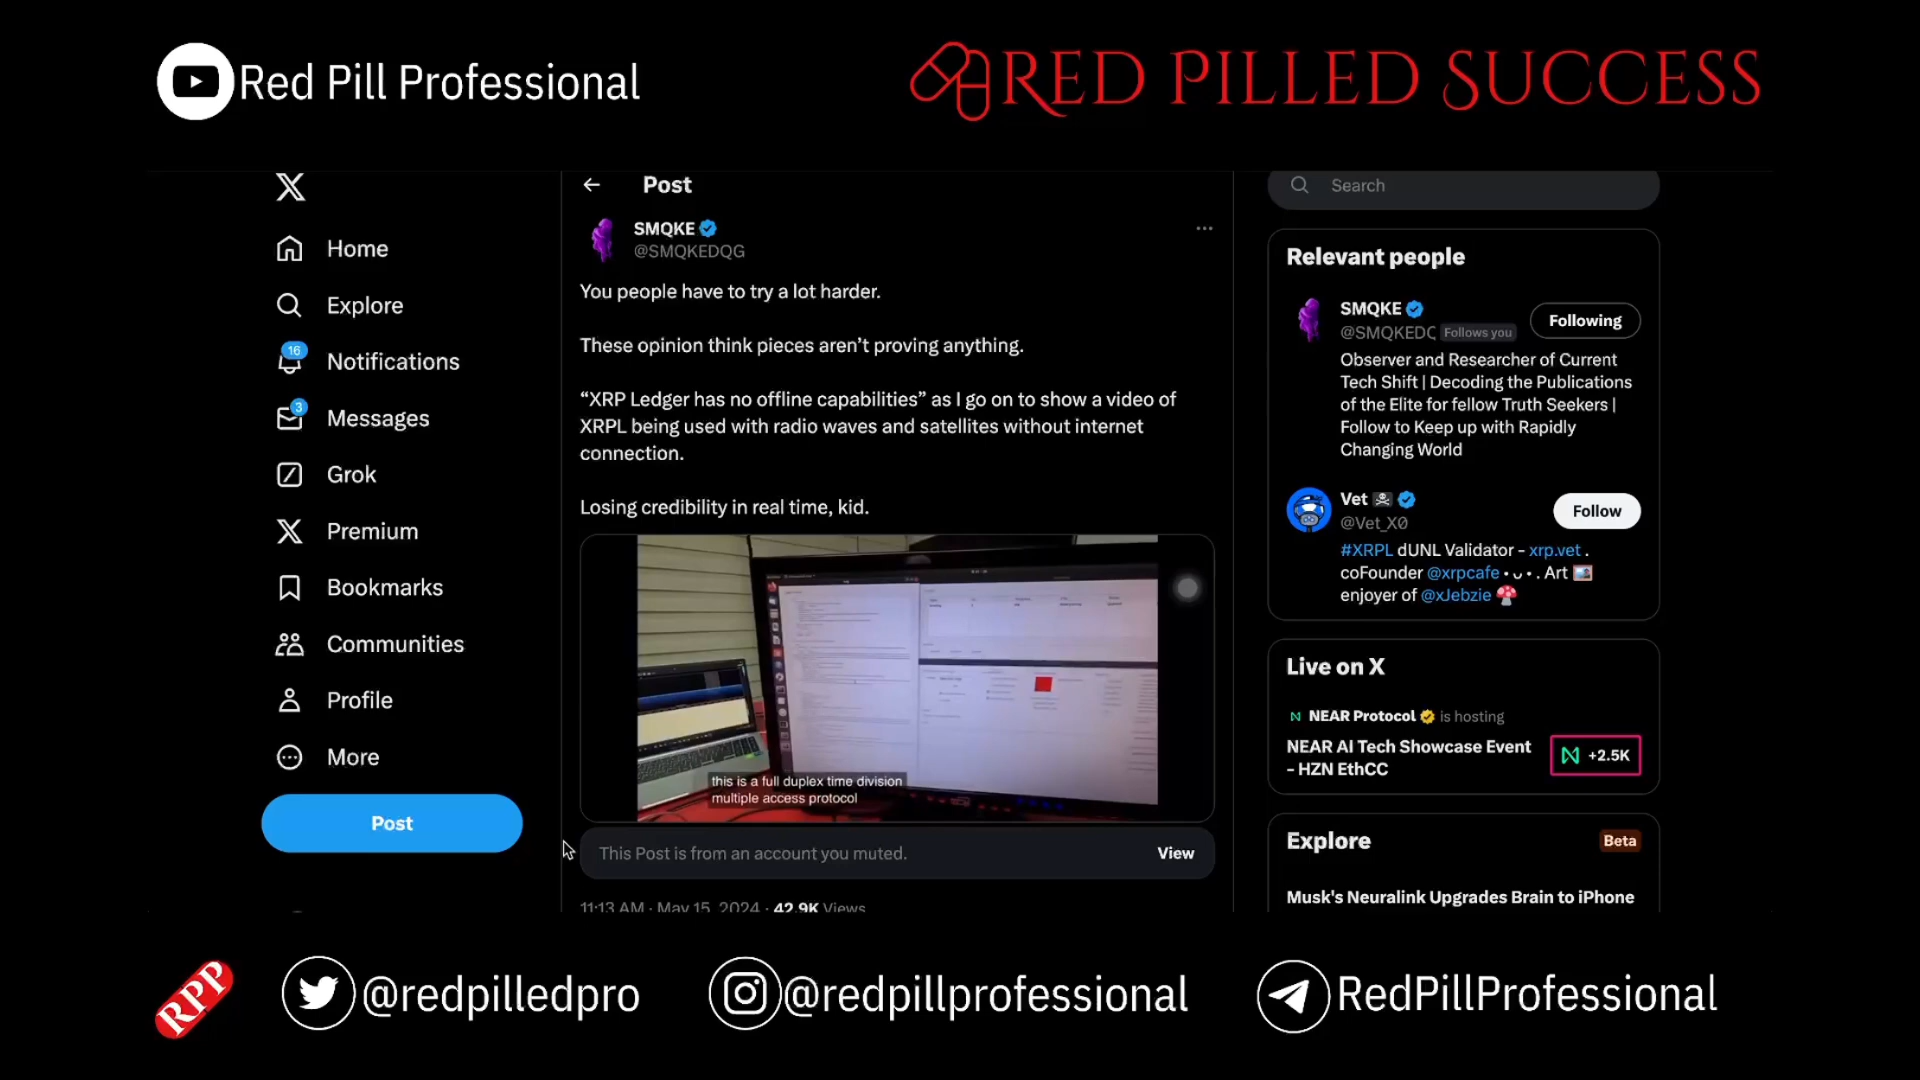 Red Pill Professional
RED PILLED SUCCESS
Post
Search
SMQKE
@SMQKEDQG
Home
Explore
16
Notifications
3
Messages
Grok
Premium
Bookmarks
Communities
Profile
More
Post
You people have to try a lot harder.
These opinion think pieces aren’t proving anything.
“XRP Ledger has no offline capabilities” as I go on to show a video of
XRPL being used with radio waves and satellites without internet
connection.
Losing credibility in real time, kid.
this is a full duplex time division
multiple access protocol
This Post is from an account you muted.
View
11:13 AM · May 15, 2024 · 42.9K Views
Relevant people
SMQKE
Following
@SMQKEDC Follows you
Observer and Researcher of Current
Tech Shift | Decoding the Publications
of the Elite for fellow Truth Seekers |
Follow to Keep up with Rapidly
Changing World
Vet
Follow
@Vet_X0
#XRPL dUNL Validator - xrp.vet .
coFounder @xrpcafe • ᴗ • . Art
enjoyer of @xJebzie
Live on X
NEAR Protocol is hosting
NEAR AI Tech Showcase Event
- HZN EthCC
+2.5K
Explore
Beta
Musk's Neuralink Upgrades Brain to iPhone
RPP
@redpilledpro
@redpillprofessional
RedPillProfessional